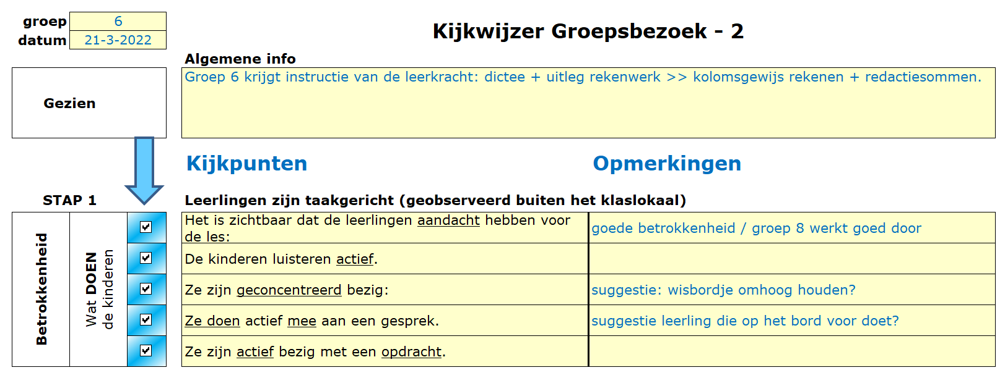 groep 6
datum 21-3-2022
Kijkwijzer Groepsbezoek - 2
Algemene info
Gezien
Groep 6 krijgt instructie van de leerkracht: dictee + uitleg rekenwerk >> kolomsgewijs rekenen + redactiesommen.
Kijkpunten
Opmerkingen
STAP 1
Leerlingen zijn taakgericht (geobserveerd buiten het klaslokaal)
Betrokkenheid
Wat DOEN
de kinderen
Het is zichtbaar dat de leerlingen aandacht hebben voor
de les:
goede betrokkenheid / groep 8 werkt goed door
De kinderen luisteren actief.
Ze zijn geconcentreerd bezig:
suggestie: wisbordje omhoog houden?
Ze doen actief mee aan een gesprek.
suggestie leerling die op het bord voor doet?
Ze zijn actief bezig met een opdracht.